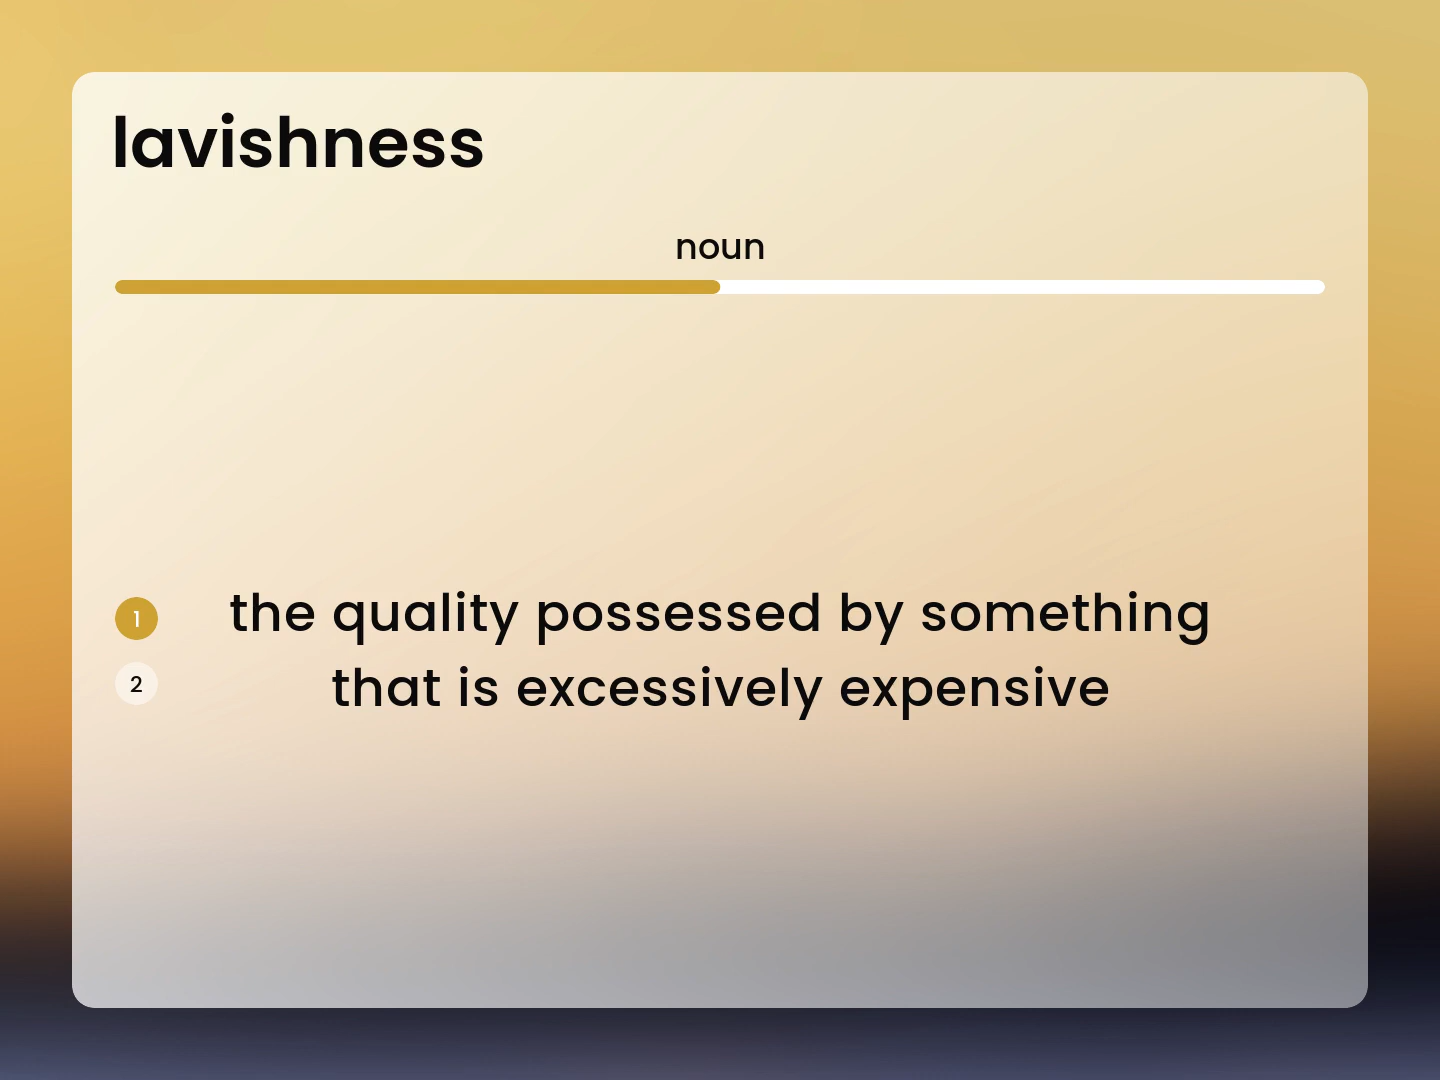 lavishness
noun
1
the quality possessed by something
2
that is excessively expensive